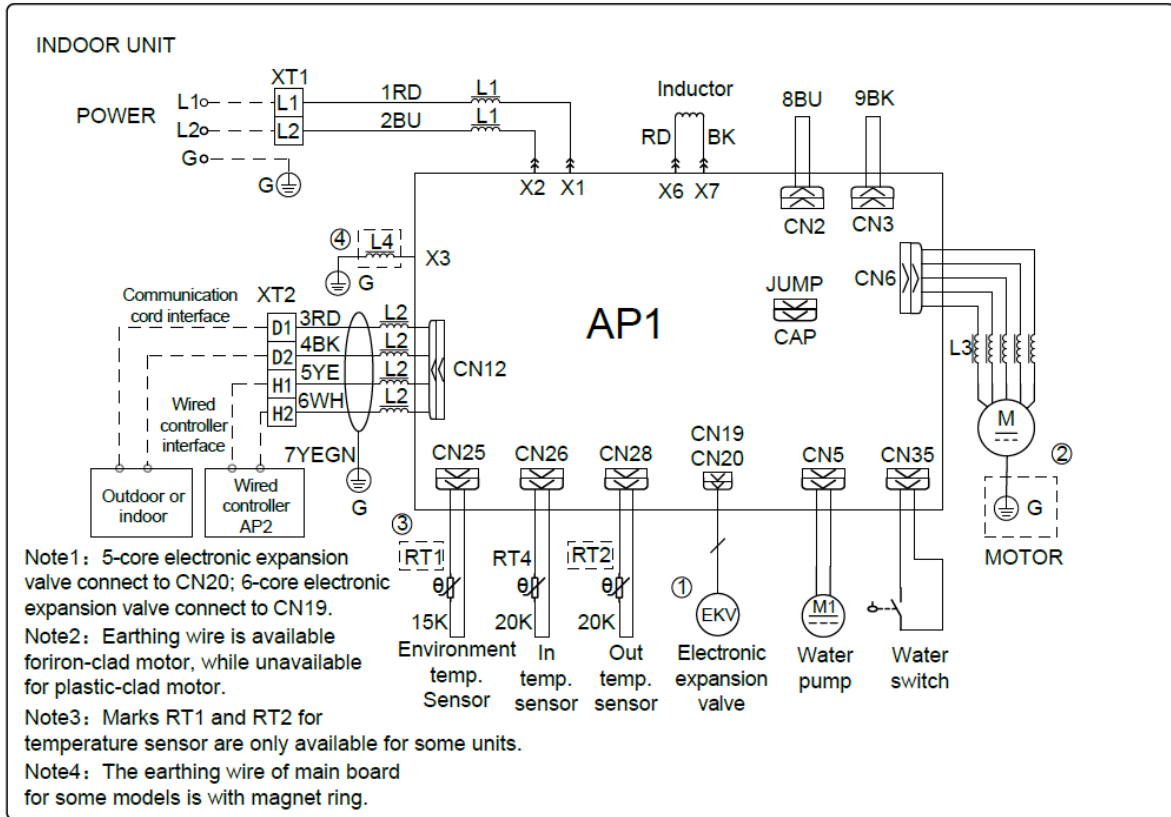 INDOOR UNIT
POWER
L1
L2
G
XT1
L1
L2
G
1RD
2BU
L1
L1
Inductor
RD
BK
8BU
9BK
X2
X1
X6
X7
CN2
CN3
④
L4
G
X3
CN6
JUMP
CAP
AP1
L3
Communication
cord interface
XT2
D1
D2
H1
H2
3RD
4BK
5YE
6WH
L2
L2
L2
L2
CN12
Wired
controller
interface
7YEGN
G
Outdoor or
indoor
Wired
controller
AP2
CN25
CN26
CN28
CN19
CN20
CN5
CN35
M
②
G
MOTOR
③
RT1
RT4
RT2
θ
θ
θ
15K
20K
20K
①
EKV
M1
Environment
temp.
Sensor
In
temp.
sensor
Out
temp.
sensor
Electronic
expansion
valve
Water
pump
Water
switch
Note1： 5-core electronic expansion
valve connect to CN20; 6-core electronic
expansion valve connect to CN19.
Note2： Earthing wire is available
foriron-clad motor, while unavailable
for plastic-clad motor.
Note3： Marks RT1 and RT2 for
temperature sensor are only available for some units.
Note4： The earthing wire of main board
for some models is with magnet ring.